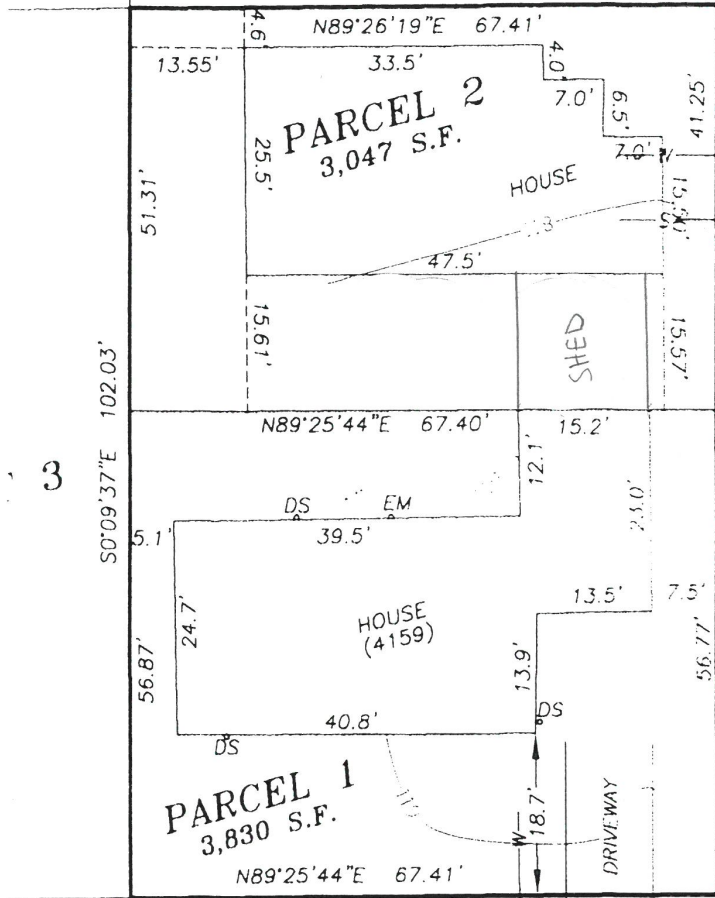 N89°26'19"E 67.41'
4.6'
13.55'
33.5'
4.0'
7.0'
6.5'
7.0'
41.25'
PARCEL 2
3,047 S.F.
25.5'
HOUSE
51.31'
47.5'
15.61'
SHED
15.57'
S0°09'37"E 102.03'
N89°25'44"E 67.40'
15.2'
12.1'
3
DS
EM
23.0'
5.1'
39.5'
24.7'
HOUSE
(4159)
13.5'
7.5'
13.9'
56.87'
56.77'
40.8'
DS
DS
PARCEL 1
3,830 S.F.
18.7'
W
DRIVEWAY
N89°25'44"E 67.41'